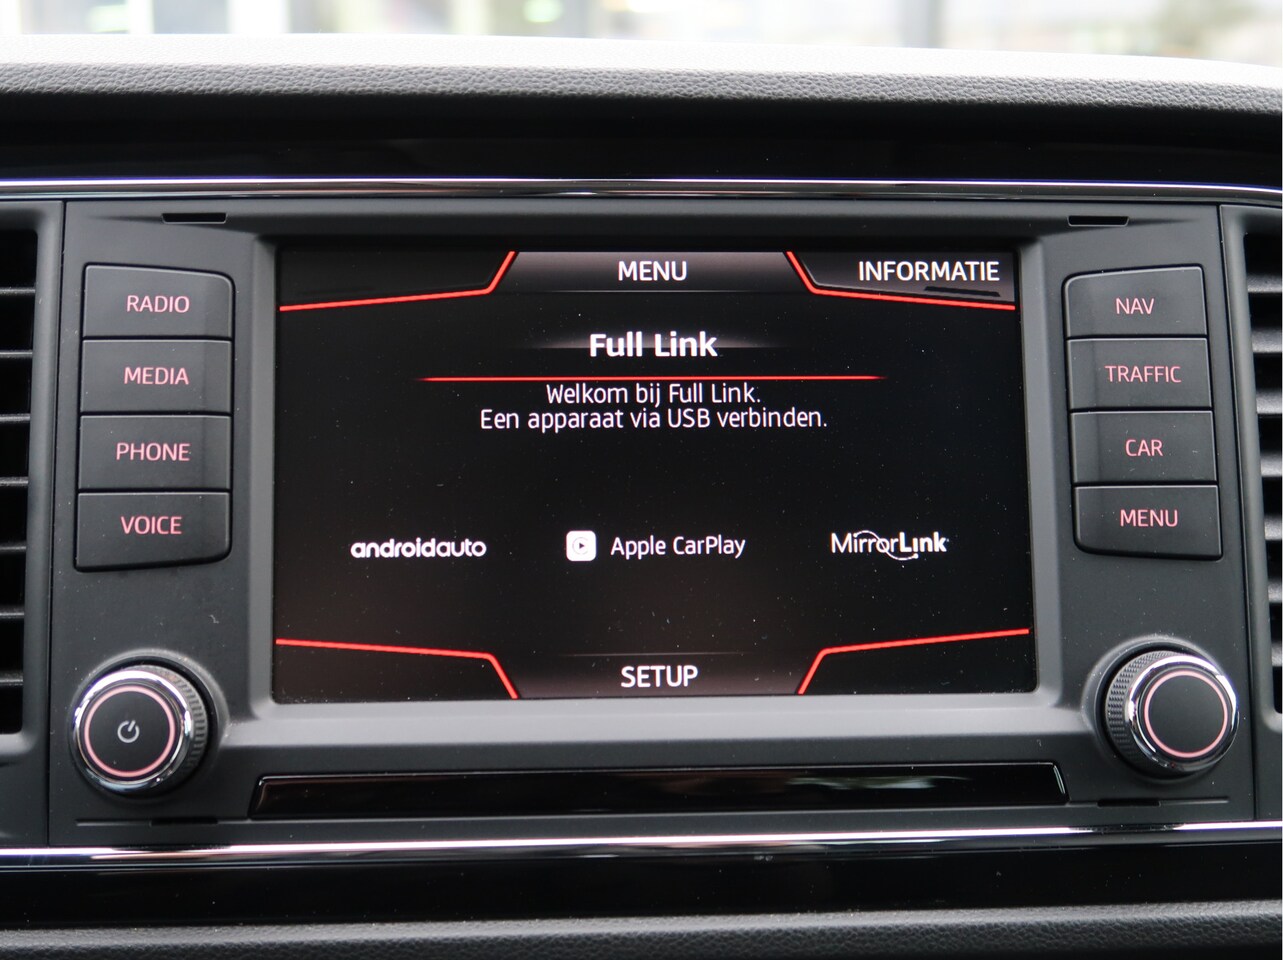 MENU
INFORMATIE
Full Link
Welkom bij Full Link.
Een apparaat via USB verbinden.
androidauto
Apple CarPlay
MirrorLink
SETUP
RADIO
MEDIA
PHONE
VOICE
NAV
TRAFFIC
CAR
MENU